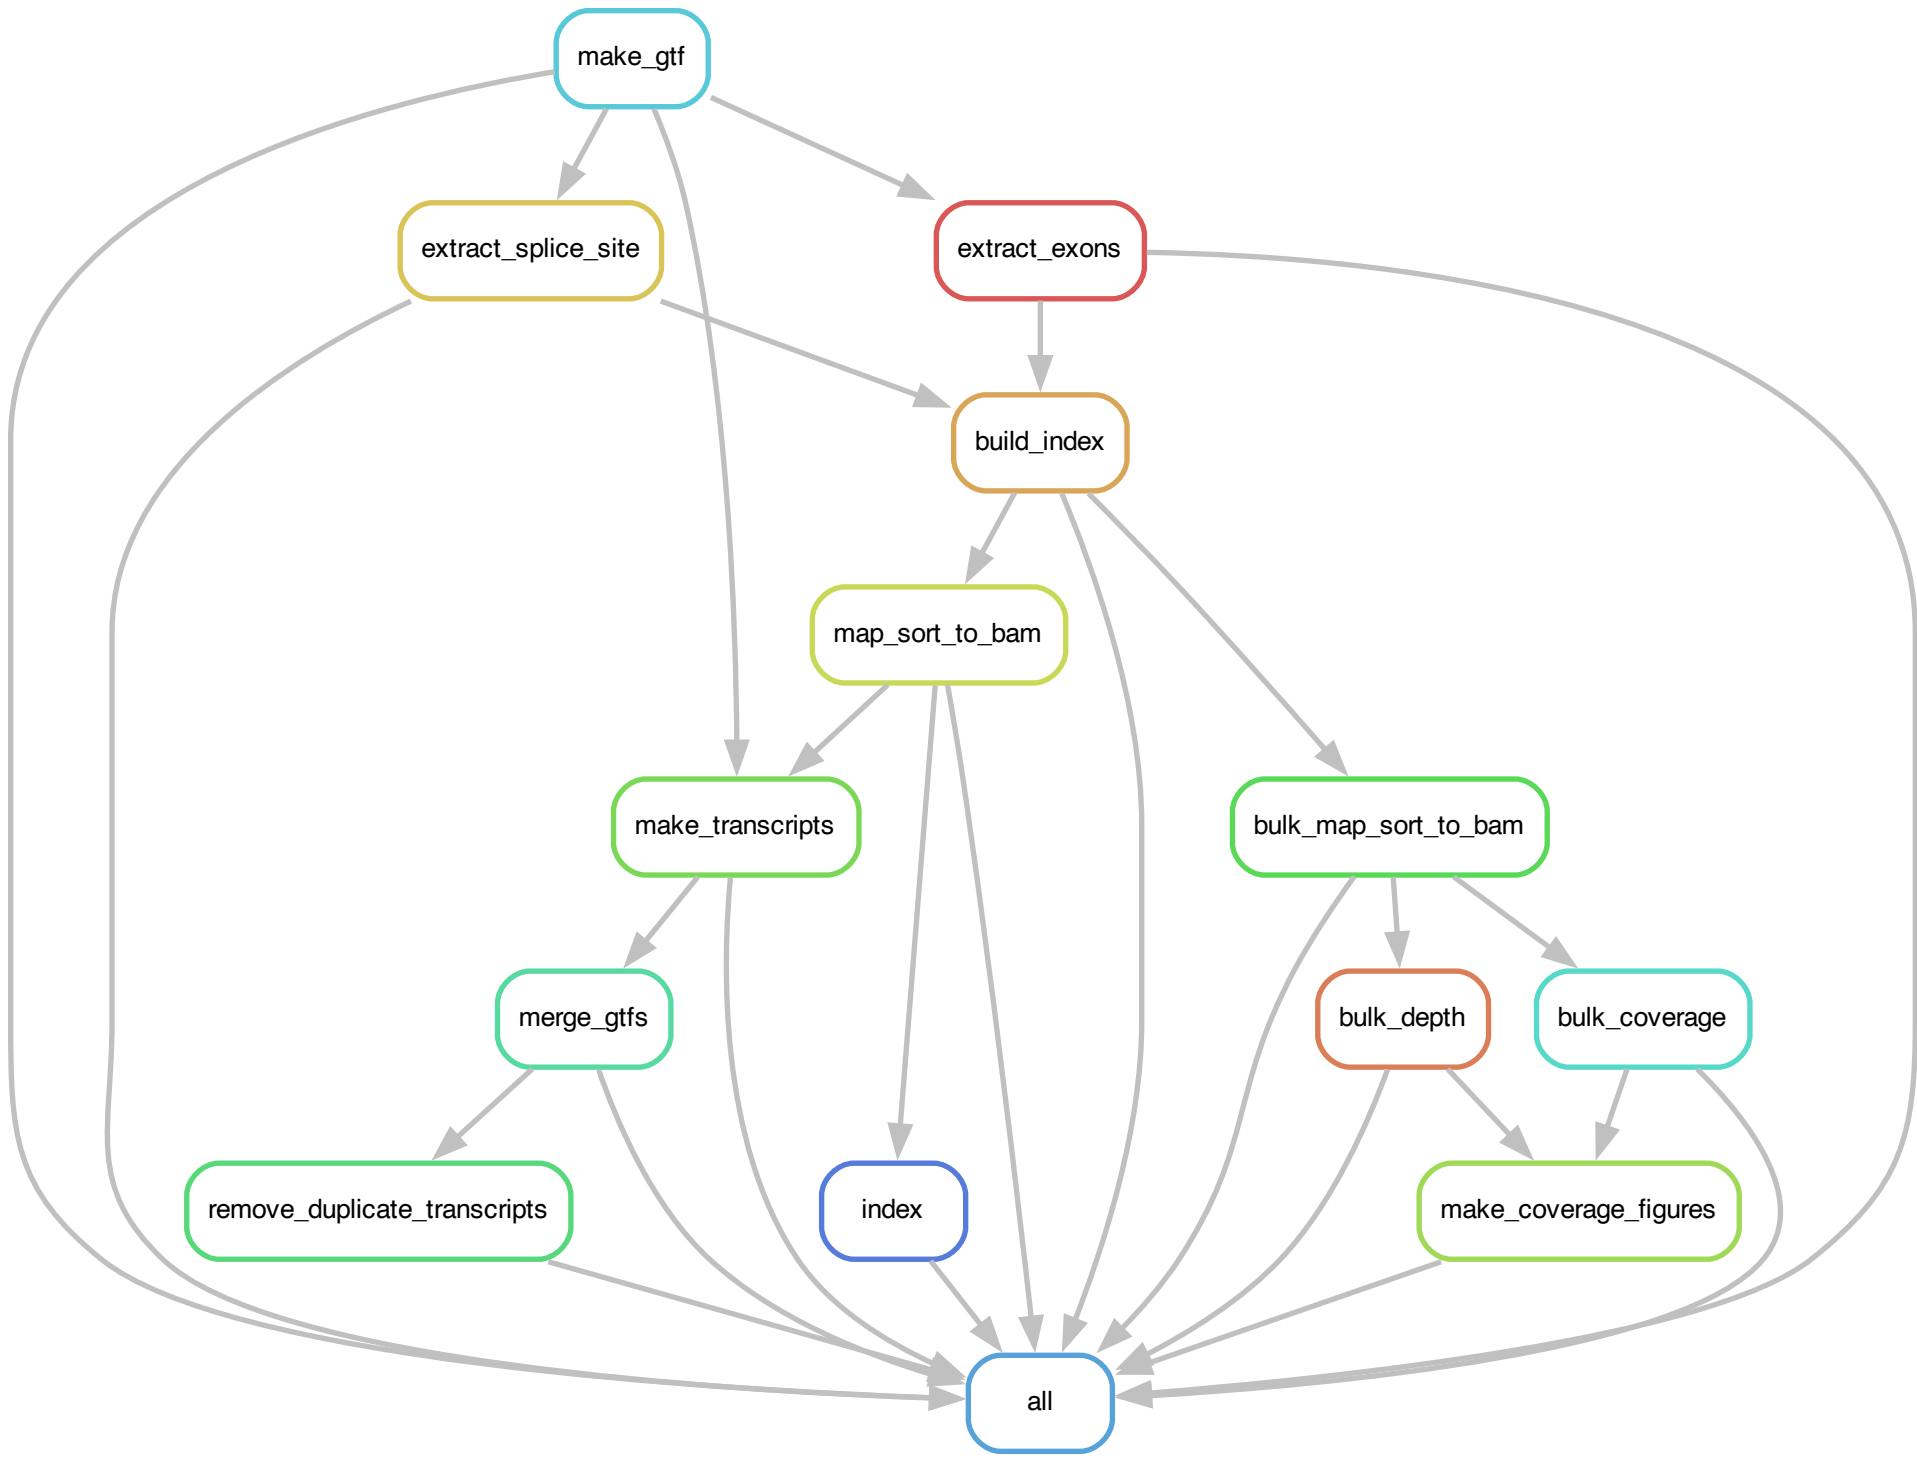 make_gtf
extract_splice_site
extract_exons
build_index
map_sort_to_bam
make_transcripts
bulk_map_sort_to_bam
merge_gtfs
bulk_depth
bulk_coverage
remove_duplicate_transcripts
index
make_coverage_figures
all